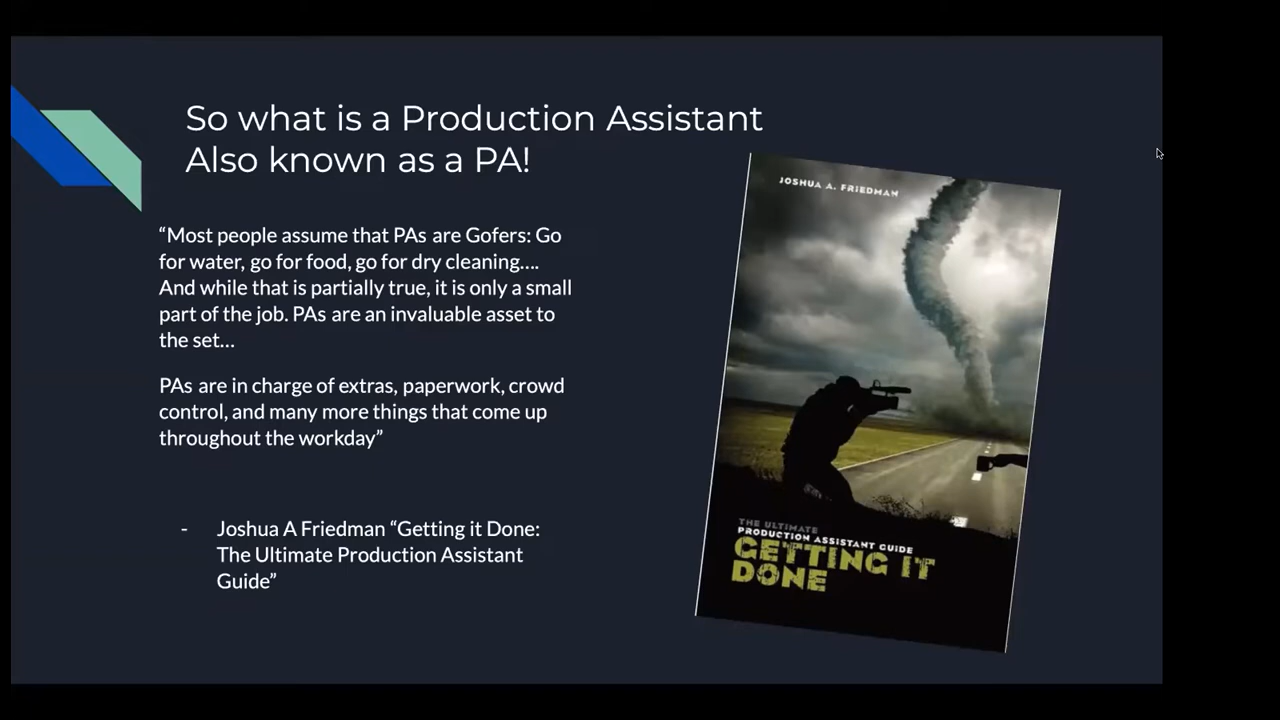 So what is a Production Assistant
Also known as a PA!
“Most people assume that PAs are Gofers: Go
for water, go for food, go for dry cleaning....
And while that is partially true, it is only a small
part of the job. PAs are an invaluable asset to
the set...
PAs are in charge of extras, paperwork, crowd
control, and many more things that come up
throughout the workday”
- Joshua A Friedman “Getting it Done:
The Ultimate Production Assistant
Guide”
JOSHUA A. FRIEDMAN
THE ULTIMATE
PRODUCTION ASSISTANT GUIDE
GETTING IT
DONE